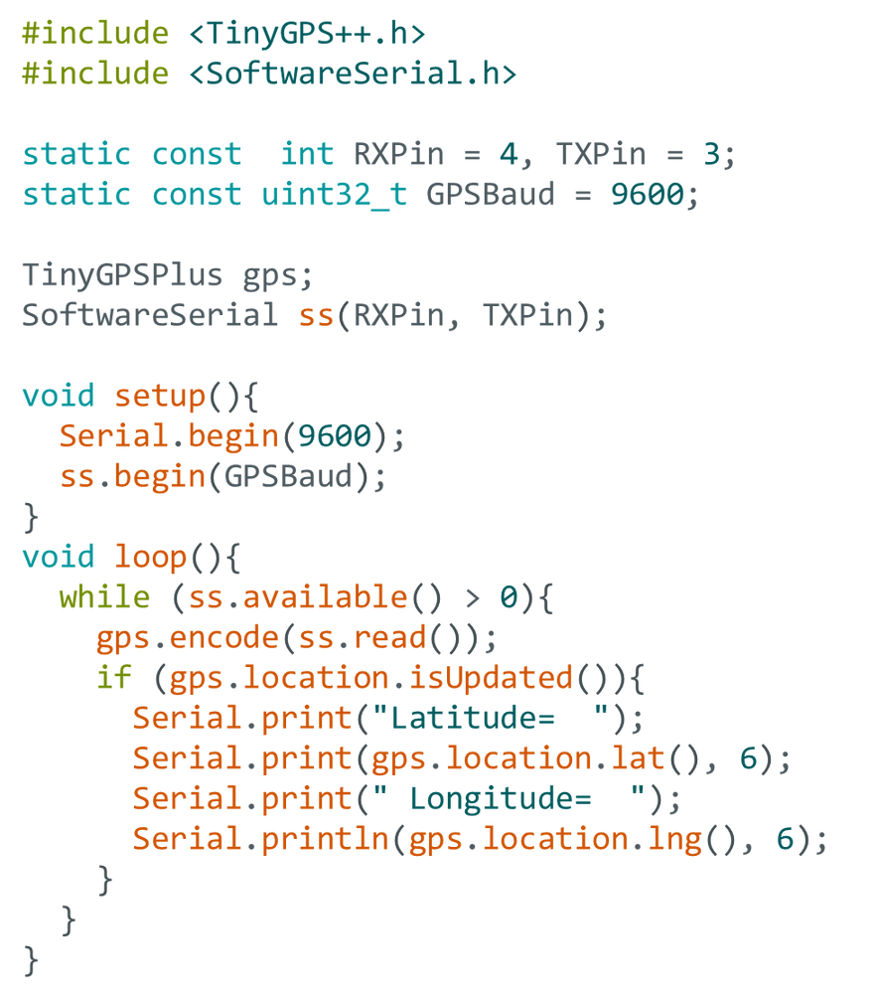 #include <TinyGPS++.h>
#include <SoftwareSerial.h>

static const  int RXPin = 4, TXPin = 3;
static const uint32_t GPSBaud = 9600;

TinyGPSPlus gps;
SoftwareSerial ss(RXPin, TXPin);

void setup(){
  Serial.begin(9600);
  ss.begin(GPSBaud);
}
void loop(){
  while (ss.available() > 0){
    gps.encode(ss.read());
    if (gps.location.isUpdated()){
      Serial.print("Latitude=  ");
      Serial.print(gps.location.lat(), 6);
      Serial.print(" Longitude=  ");
      Serial.println(gps.location.lng(), 6);
    }
  }
}